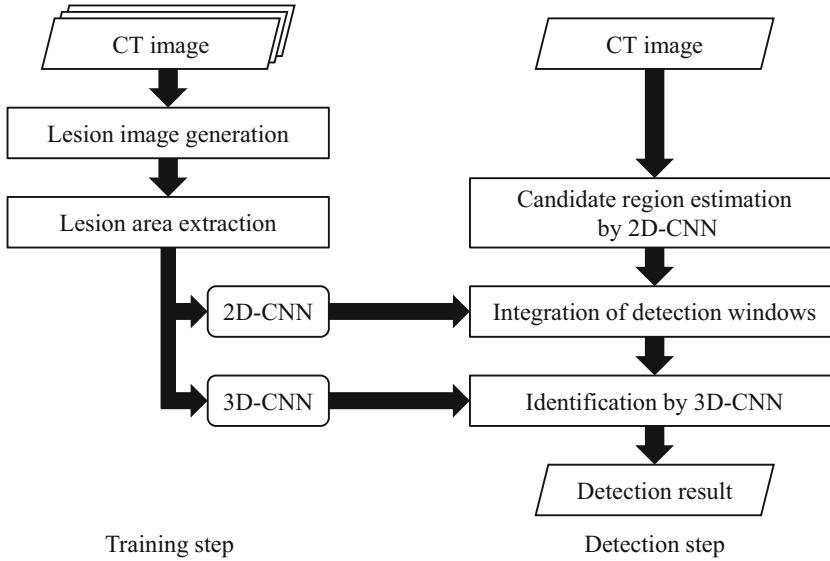 CT image
Lesion image generation
Lesion area extraction
2D-CNN
3D-CNN
Training step
CT image
Candidate region estimation
by 2D-CNN
Integration of detection windows
Identification by 3D-CNN
Detection result
Detection step